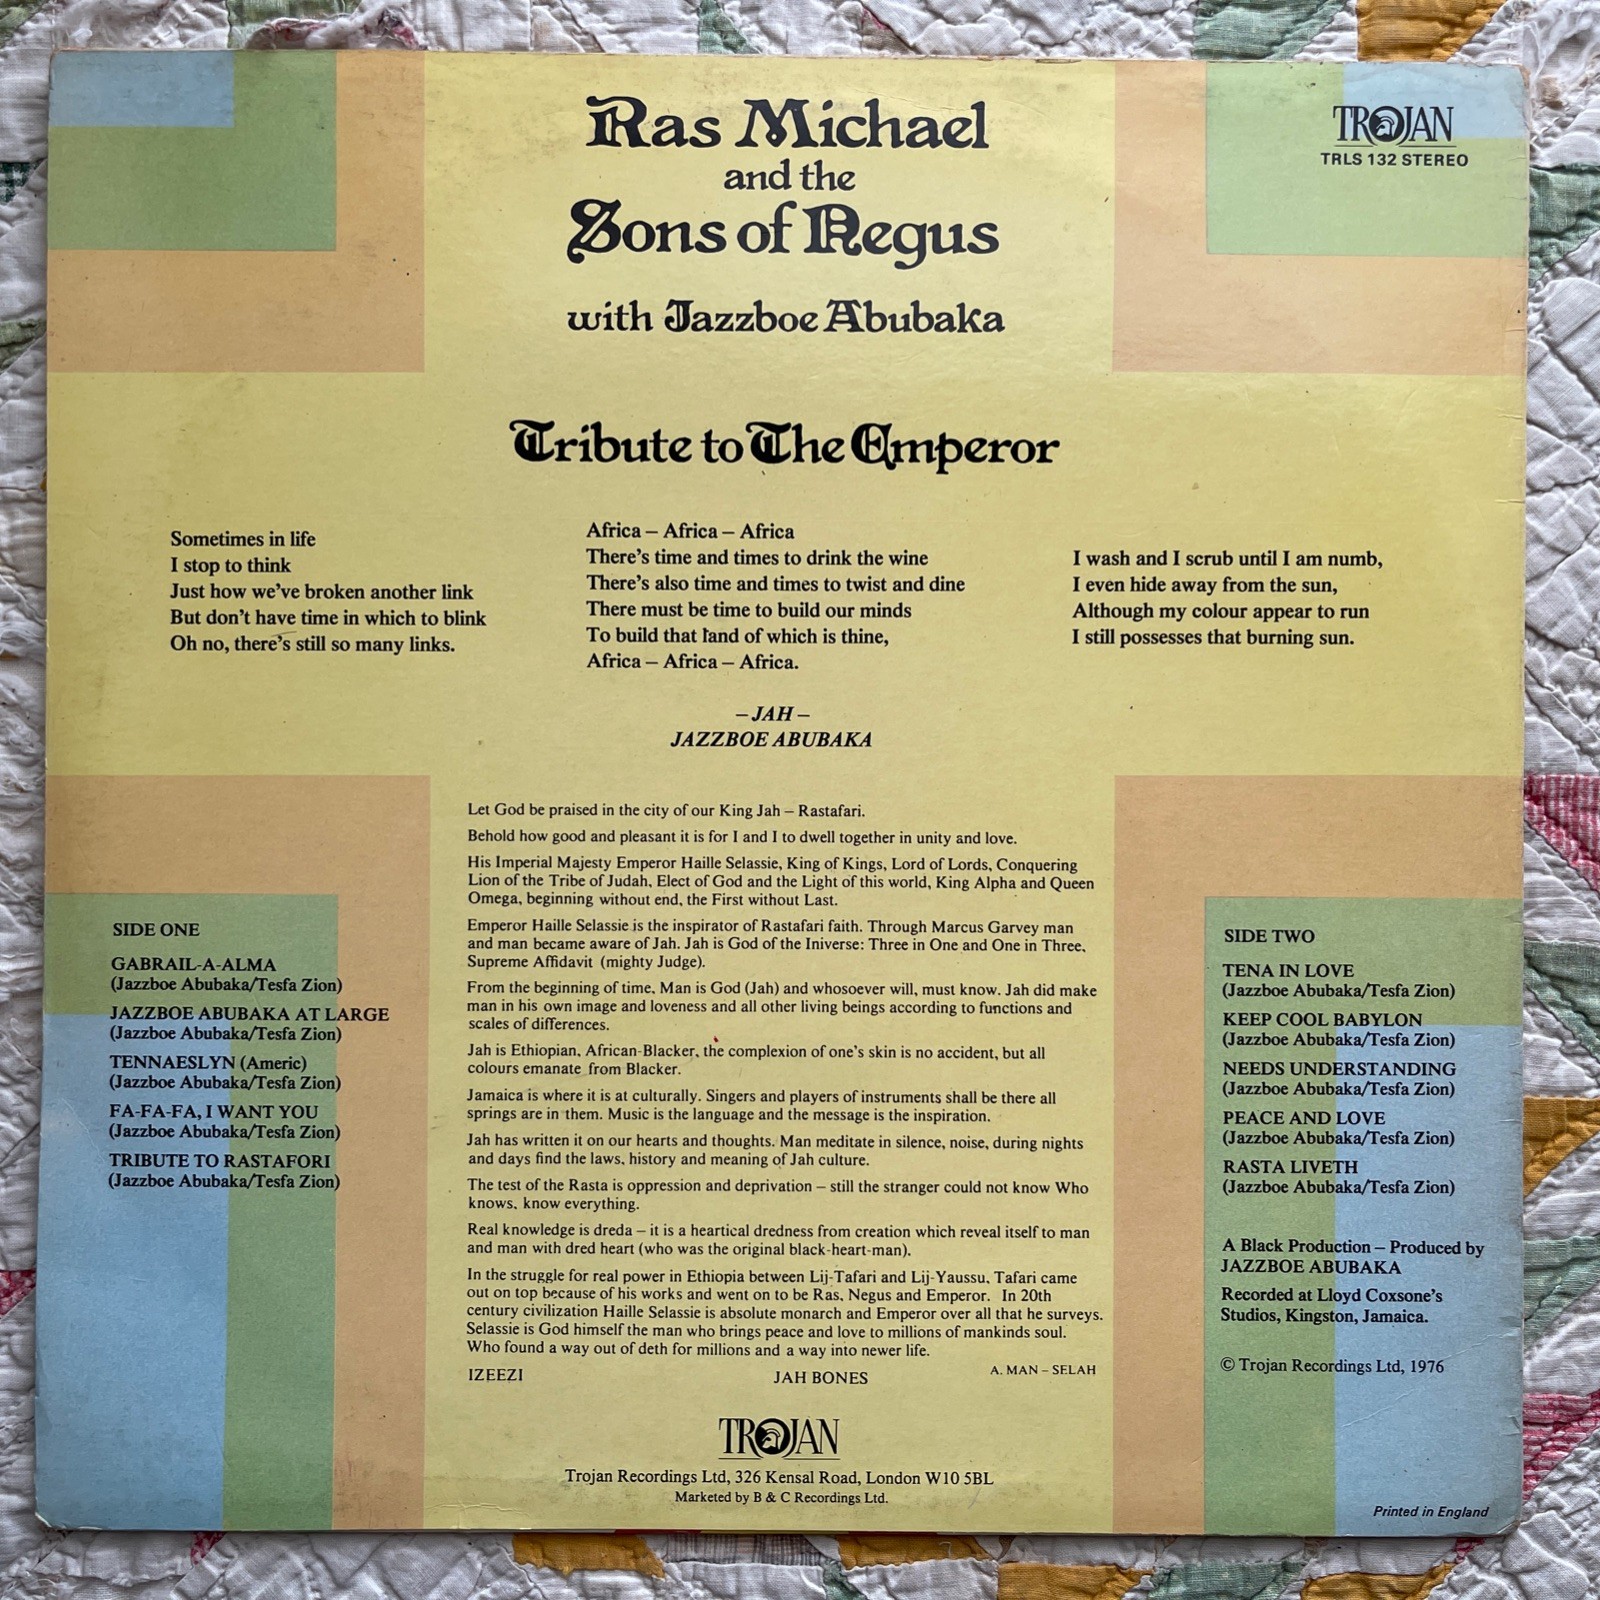 Ras Michael
and the
Sons of Negus
with Jazzboe Abubaka
TROJAN
TRLS 132 STEREO
Tribute to The Emperor
Sometimes in life
I stop to think
Just how we've broken another link
But don't have time in which to blink
Oh no, there's still so many links.
Africa – Africa – Africa
There's time and times to drink the wine
There's also time and times to twist and dine
There must be time to build our minds
To build that land of which is thine,
Africa – Africa – Africa.
I wash and I scrub until I am numb,
I even hide away from the sun,
Although my colour appear to run
I still possesses that burning sun.
– JAH –
JAZZBOE ABUBAKA
Let God be praised in the city of our King Jah – Rastafari.
Behold how good and pleasant it is for I and I to dwell together in unity and love.
His Imperial Majesty Emperor Haille Selassie, King of Kings, Lord of Lords, Conquering
Lion of the Tribe of Judah, Elect of God and the Light of this world, King Alpha and Queen
Omega, beginning without end, the First without Last.
Emperor Haille Selassie is the inspirator of Rastafari faith. Through Marcus Garvey man
and man became aware of Jah. Jah is God of the Iniverse: Three in One and One in Three,
Supreme Affidavit (mighty Judge).
From the beginning of time, Man is God (Jah) and whosoever will, must know. Jah did make
man in his own image and loveness and all other living beings according to functions and
scales of differences.
Jah is Ethiopian, African-Blacker, the complexion of one's skin is no accident, but all
colours emanate from Blacker.
Jamaica is where it is at culturally. Singers and players of instruments shall be there all
springs are in them. Music is the language and the message is the inspiration.
Jah has written it on our hearts and thoughts. Man meditate in silence, noise, during nights
and days find the laws, history and meaning of Jah culture.
The test of the Rasta is oppression and deprivation – still the stranger could not know Who
knows, know everything.
Real knowledge is dreda – it is a heartical dredness from creation which reveal itself to man
and man with dred heart (who was the original black-heart-man).
In the struggle for real power in Ethiopia between Lij-Tafari and Lij-Yaussu, Tafari came
out on top because of his works and went on to be Ras, Negus and Emperor. In 20th
century civilization Haille Selassie is absolute monarch and Emperor over all that he surveys.
Selassie is God himself the man who brings peace and love to millions of mankinds soul.
Who found a way out of deth for millions and a way into newer life.
IZEEZI JAH BONES A. MAN – SELAH
SIDE ONE
GABRAIL-A-ALMA
(Jazzboe Abubaka/Tesfa Zion)
JAZZBOE ABUBAKA AT LARGE
(Jazzboe Abubaka/Tesfa Zion)
TENNAESLYN (Americ)
(Jazzboe Abubaka/Tesfa Zion)
FA-FA-FA, I WANT YOU
(Jazzboe Abubaka/Tesfa Zion)
TRIBUTE TO RASTAFORI
(Jazzboe Abubaka/Tesfa Zion)
SIDE TWO
TENA IN LOVE
(Jazzboe Abubaka/Tesfa Zion)
KEEP COOL BABYLON
(Jazzboe Abubaka/Tesfa Zion)
NEEDS UNDERSTANDING
(Jazzboe Abubaka/Tesfa Zion)
PEACE AND LOVE
(Jazzboe Abubaka/Tesfa Zion)
RASTA LIVETH
(Jazzboe Abubaka/Tesfa Zion)
A Black Production – Produced by
JAZZBOE ABUBAKA
Recorded at Lloyd Coxsone's
Studios, Kingston, Jamaica.
© Trojan Recordings Ltd, 1976
TROJAN
Trojan Recordings Ltd, 326 Kensal Road, London W10 5BL
Marketed by B & C Recordings Ltd.
Printed in England